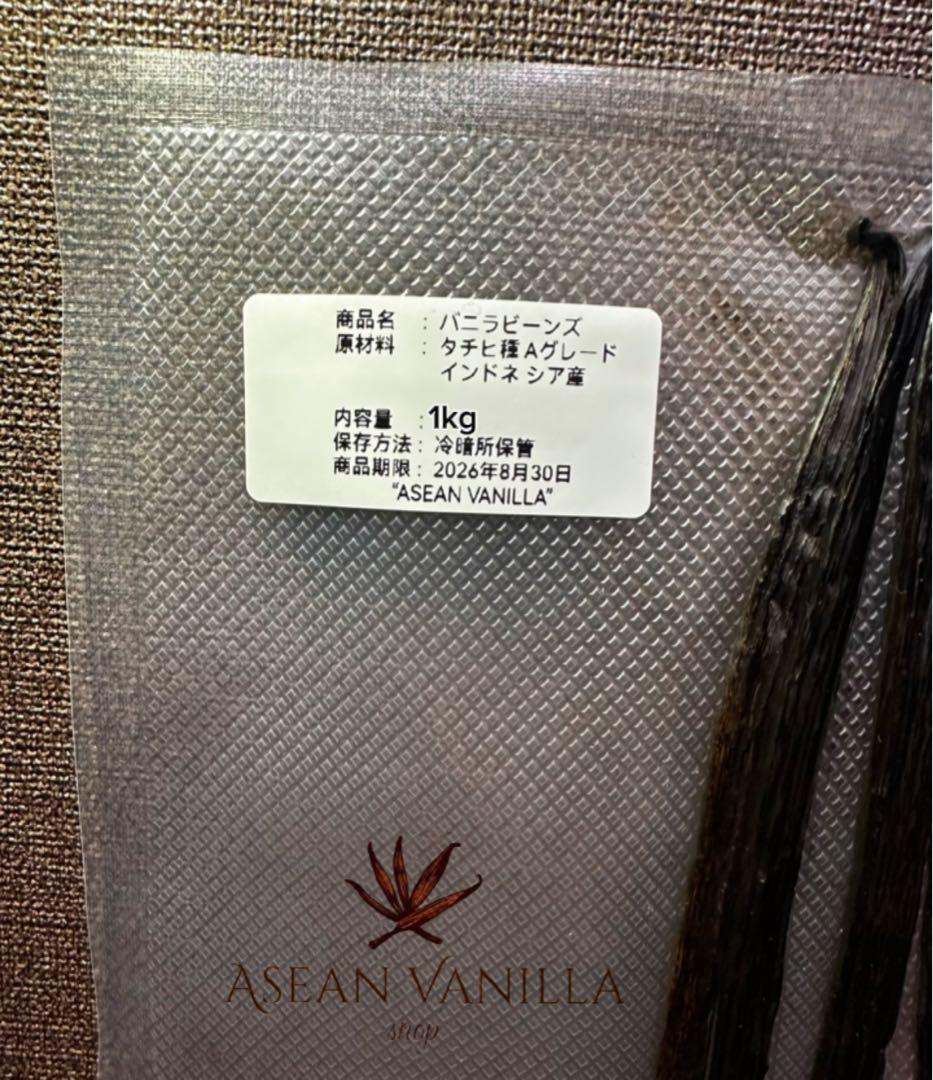 商品名 : バニラビーンズ
原材料 : タチヒ種 Aグレード
インドネシア産
内容量 : 1kg
保存方法 : 冷暗所保管
商品期限 : 2026年8月30日
“ASEAN VANILLA”
ASEAN VANILLA
shop